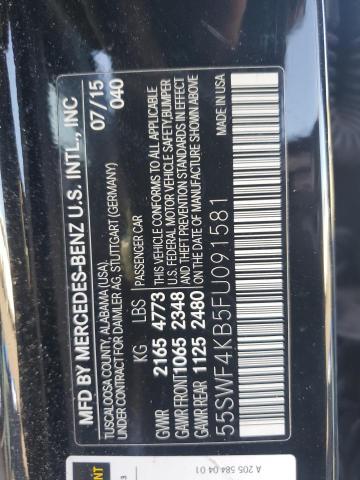 MFD BY MERCEDES-BENZ U.S. INTL., INC
TUSCALOOSA COUNTY, ALABAMA (USA),
UNDER CONTRACT FOR DAIMLER AG, STUTTGART (GERMANY)
07/15
040
KG LBS
PASSENGER CAR
GVWR 2165 4773
GAWR FRONT 1065 2348
GAWR REAR 1125 2480
THIS VEHICLE CONFORMS TO ALL APPLICABLE
U.S. FEDERAL MOTOR VEHICLE SAFETY, BUMPER
AND THEFT PREVENTION STANDARDS IN EFFECT
ON THE DATE OF MANUFACTURE SHOWN ABOVE.
MADE IN USA
55SWF4KB5FU091581
A 205 584 04 01